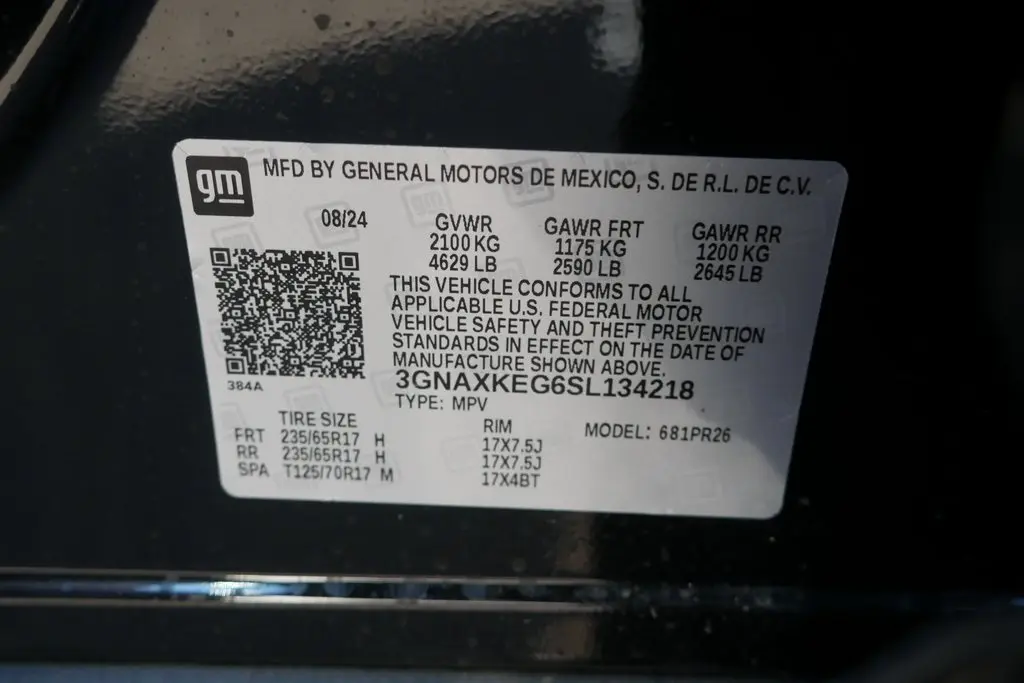 gm MFD BY GENERAL MOTORS DE MEXICO, S. DE R.L. DE C.V.
08/24 GVWR GAWR FRT GAWR RR
2100 KG 1175 KG 1200 KG
4629 LB 2590 LB 2645 LB
THIS VEHICLE CONFORMS TO ALL
APPLICABLE U.S. FEDERAL MOTOR
VEHICLE SAFETY AND THEFT PREVENTION
STANDARDS IN EFFECT ON THE DATE OF
MANUFACTURE SHOWN ABOVE.
384A 3GNAXKEG6SL134218
TYPE: MPV
TIRE SIZE RIM MODEL: 681PR26
FRT 235/65R17 H 17X7.5J
RR 235/65R17 H 17X7.5J
SPA T125/70R17 M 17X4BT